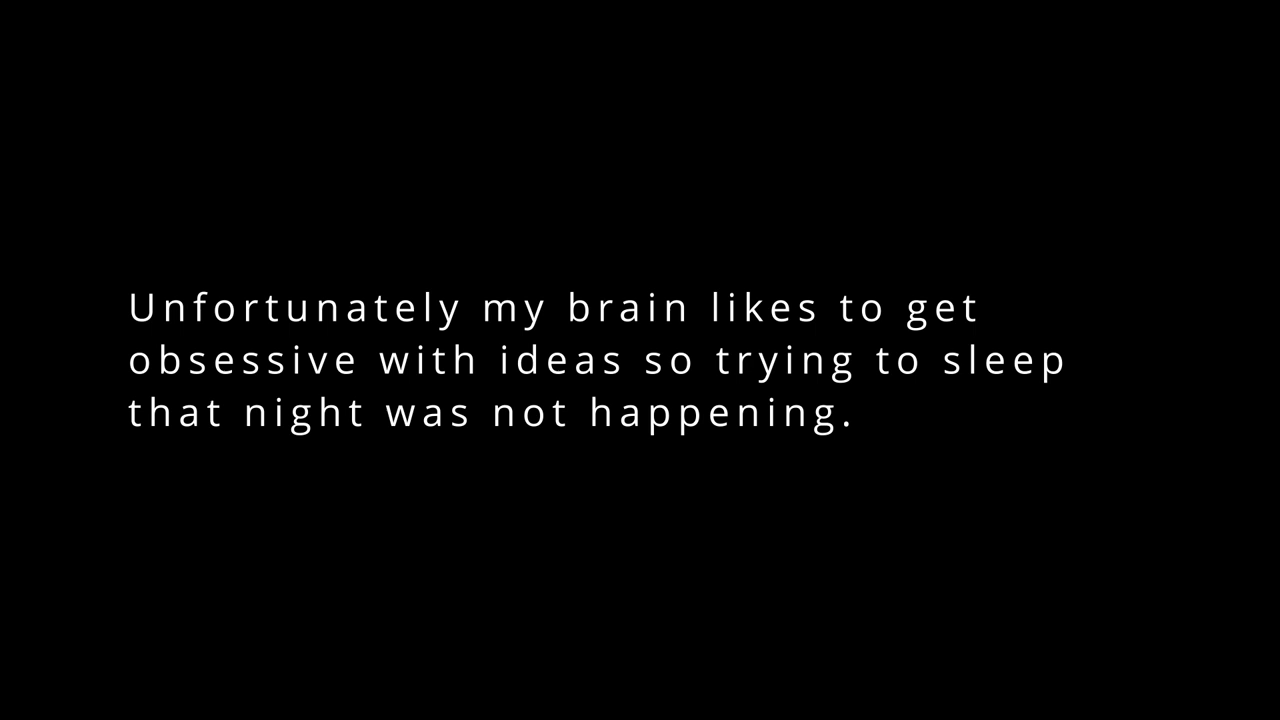 Unfortunately my brain likes to get
obsessive with ideas so trying to sleep
that night was not happening.